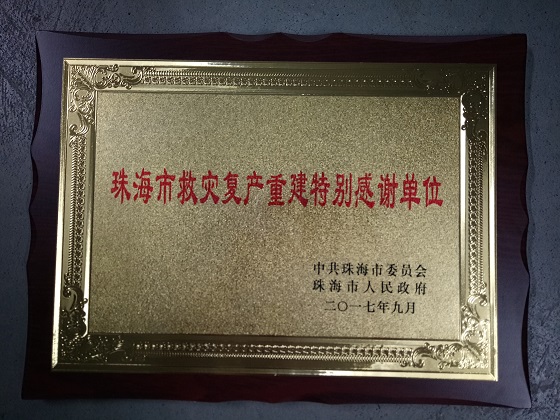 珠海市救灾复产重建特别感谢单位
中共珠海市委员会
珠海市人民政府
二〇一七年九月